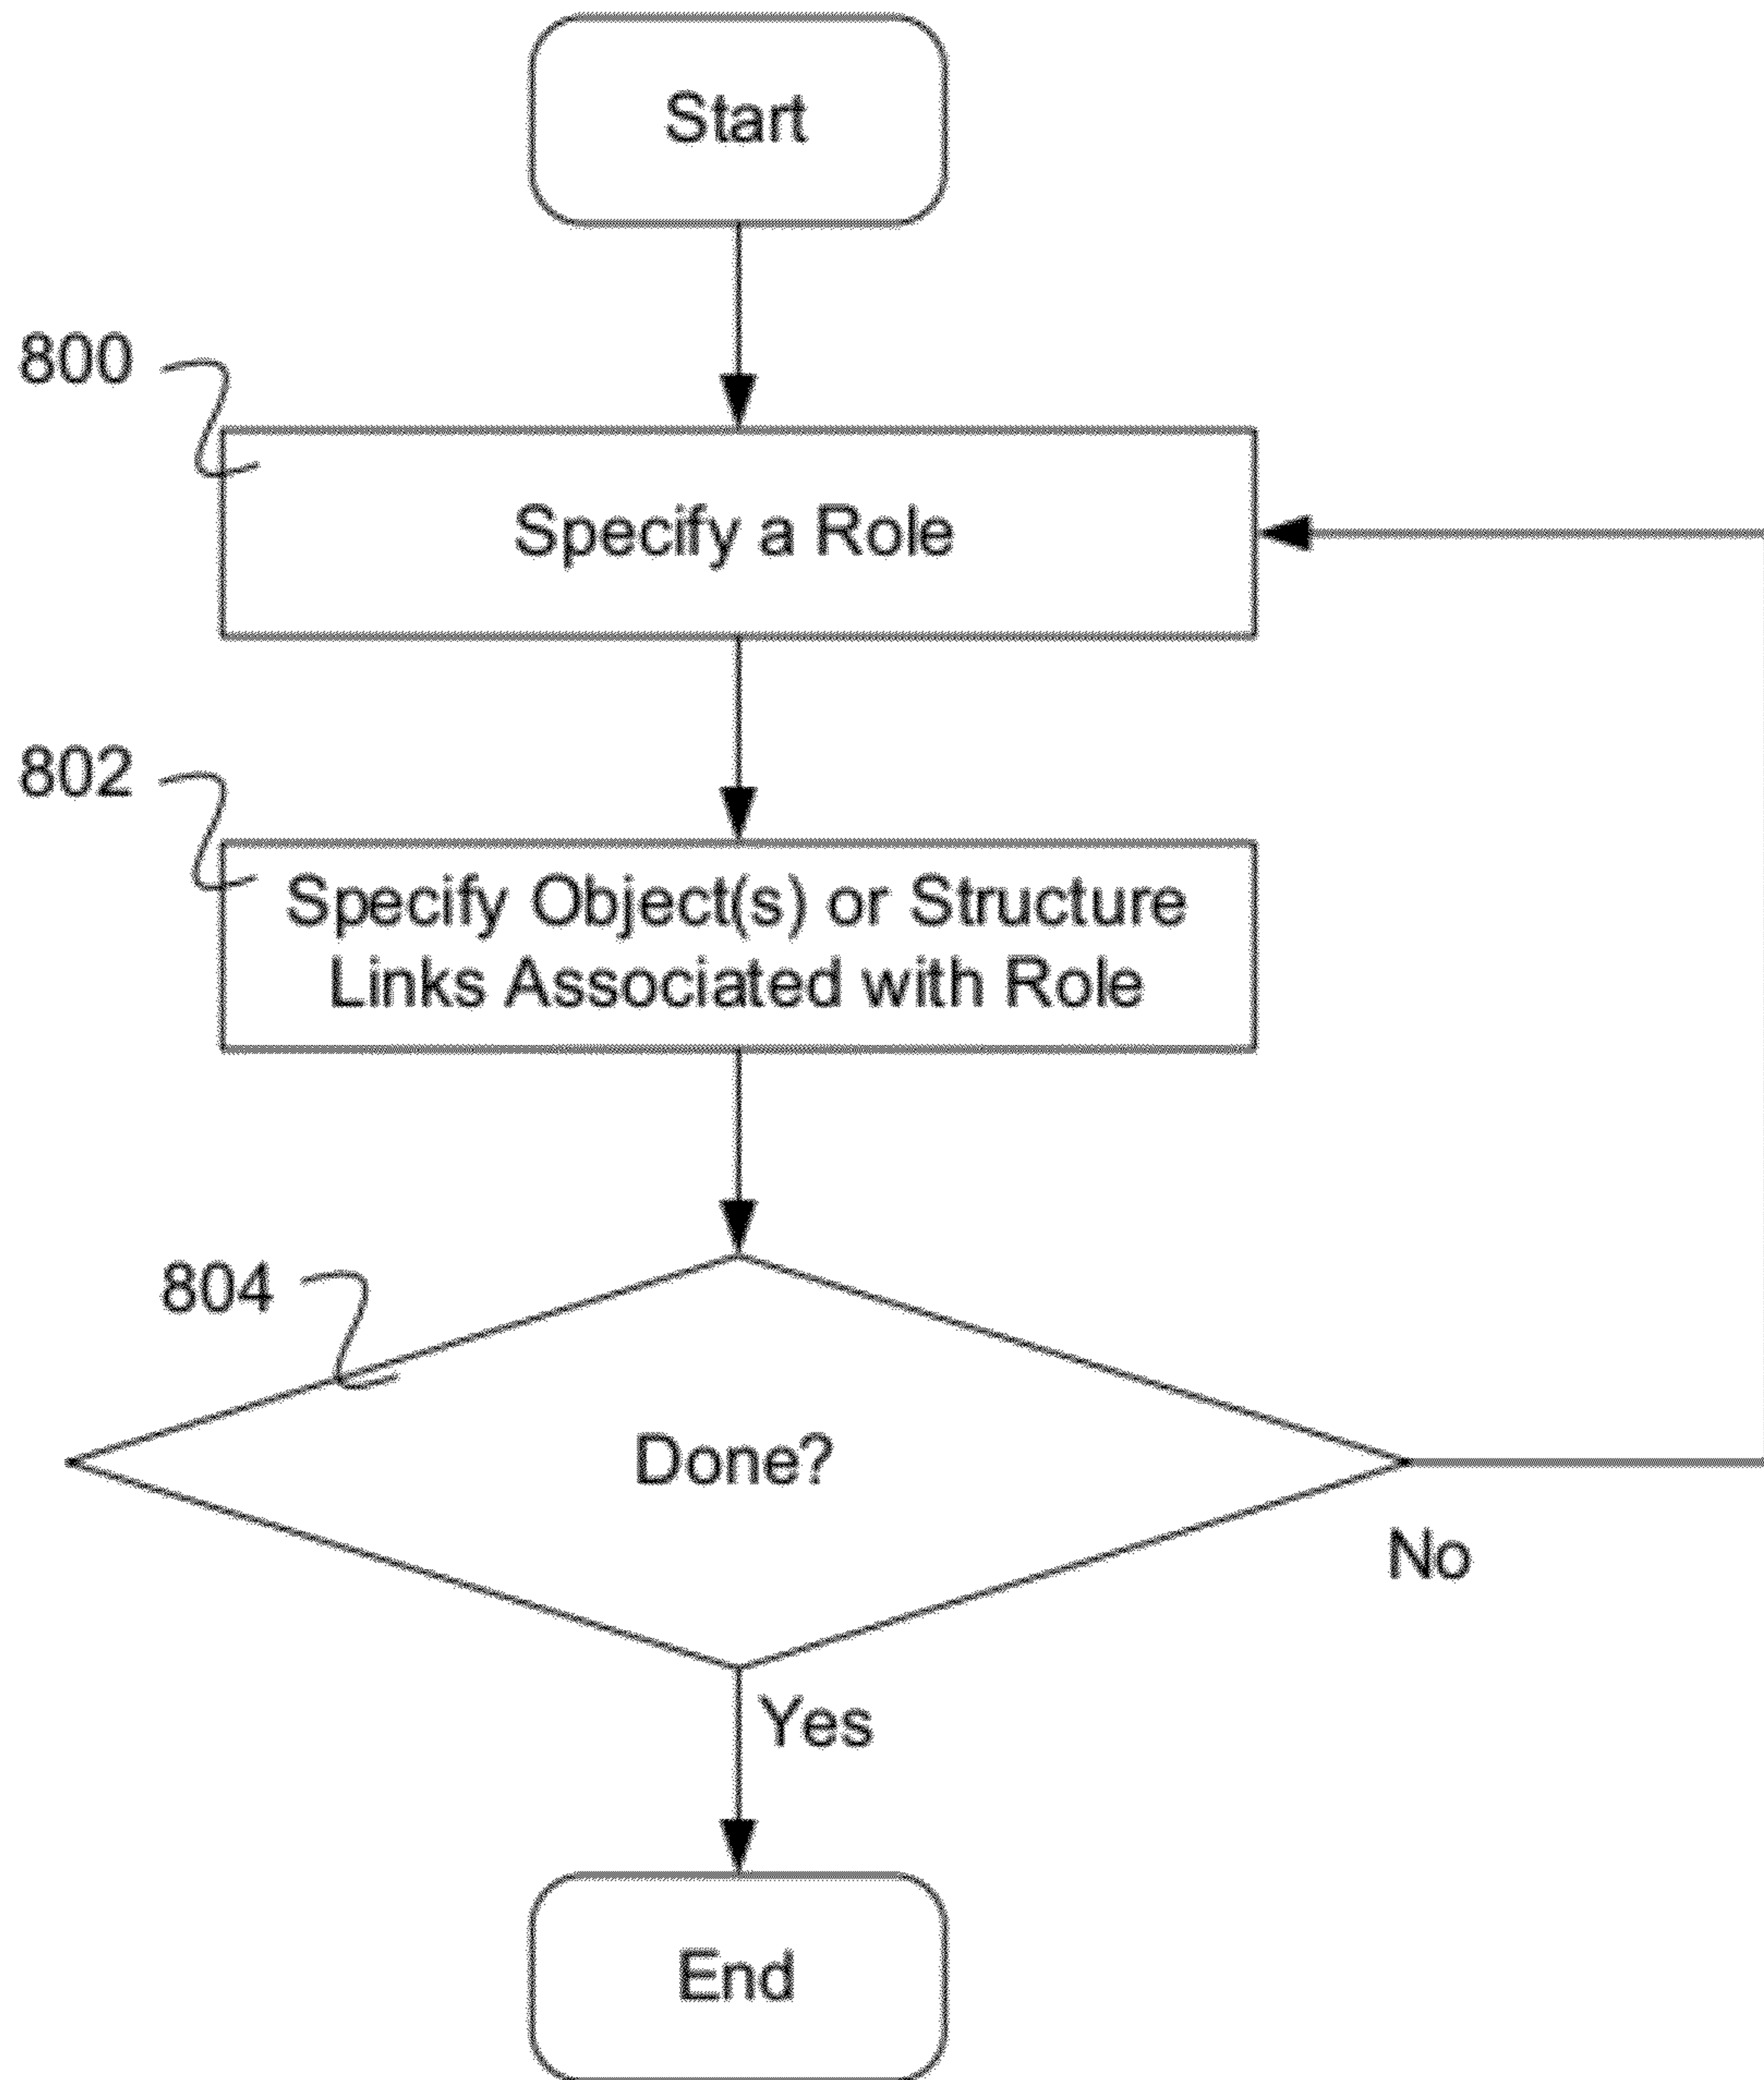 Start
800
Specify a Role
802
Specify Object(s) or Structure
Links Associated with Role
804
Done?
No
Yes
End